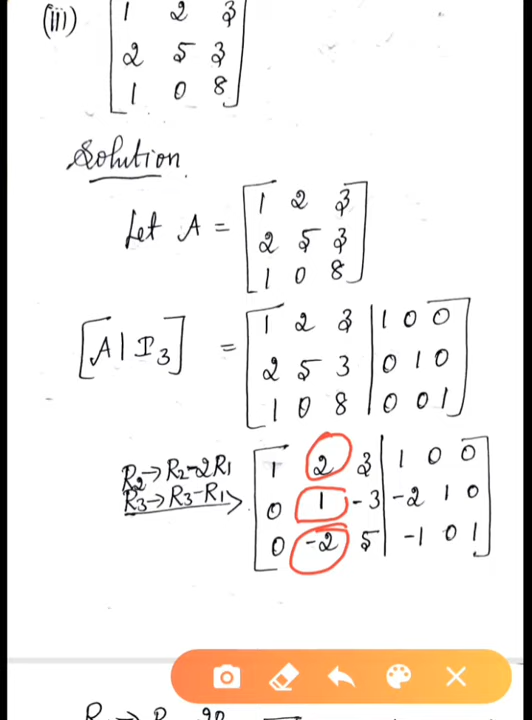 (iii) [1 2 3
2 5 3
1 0 8]
Solution.
Let A = [1 2 3
2 5 3
1 0 8]
[A | I3] = [1 2 3 | 1 0 0
2 5 3 | 0 1 0
1 0 8 | 0 0 1]
R2→R2-2R1
R3→R3-R1
[1 2 3 | 1 0 0
0 1 -3 | -2 1 0
0 -2 5 | -1 0 1]